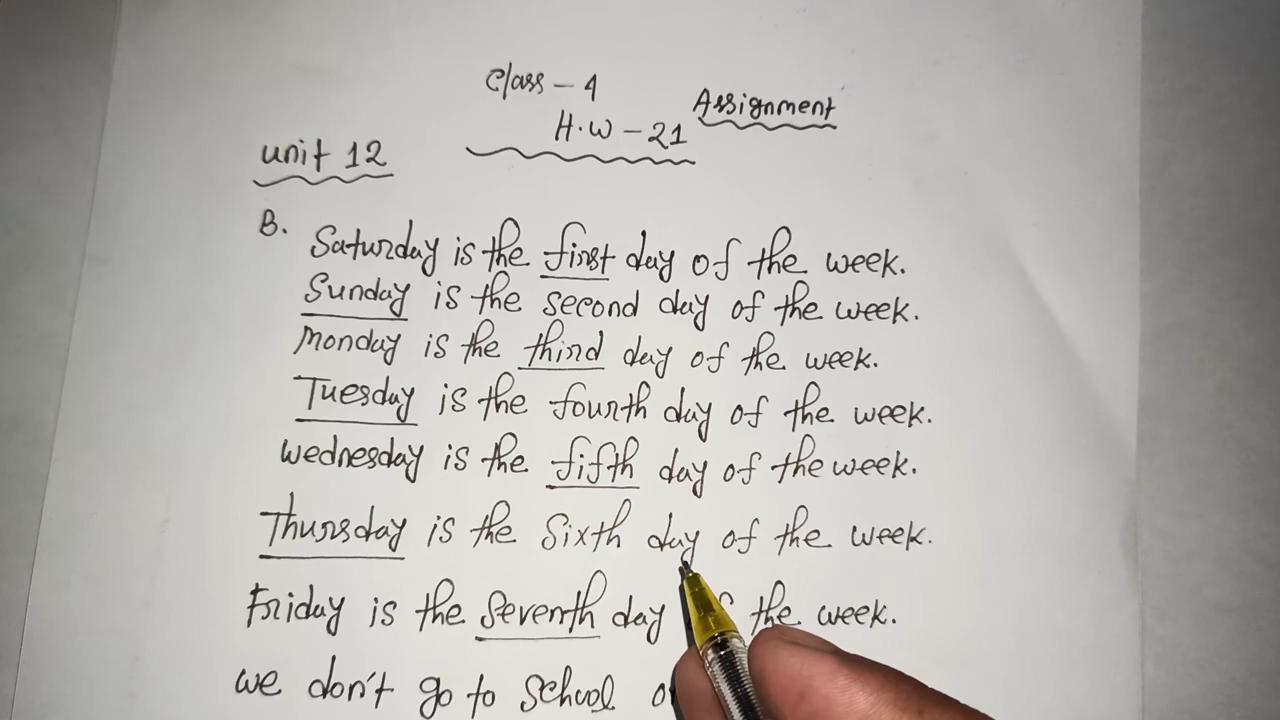 Class - 4
Assignment
H.W - 21
unit 12
B.
Saturday is the first day of the week.
Sunday is the second day of the week.
Monday is the third day of the week.
Tuesday is the fourth day of the week.
Wednesday is the fifth day of the week.
Thursday is the Sixth day of the week.
Friday is the Seventh day the week.
we don't go to School